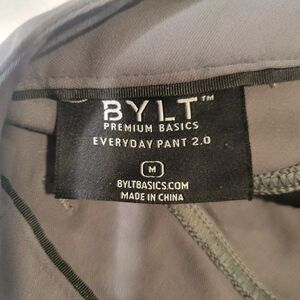 BYLT™
PREMIUM BASICS
EVERYDAY PANT 2.0
M
BYLTBASICS.COM
MADE IN CHINA